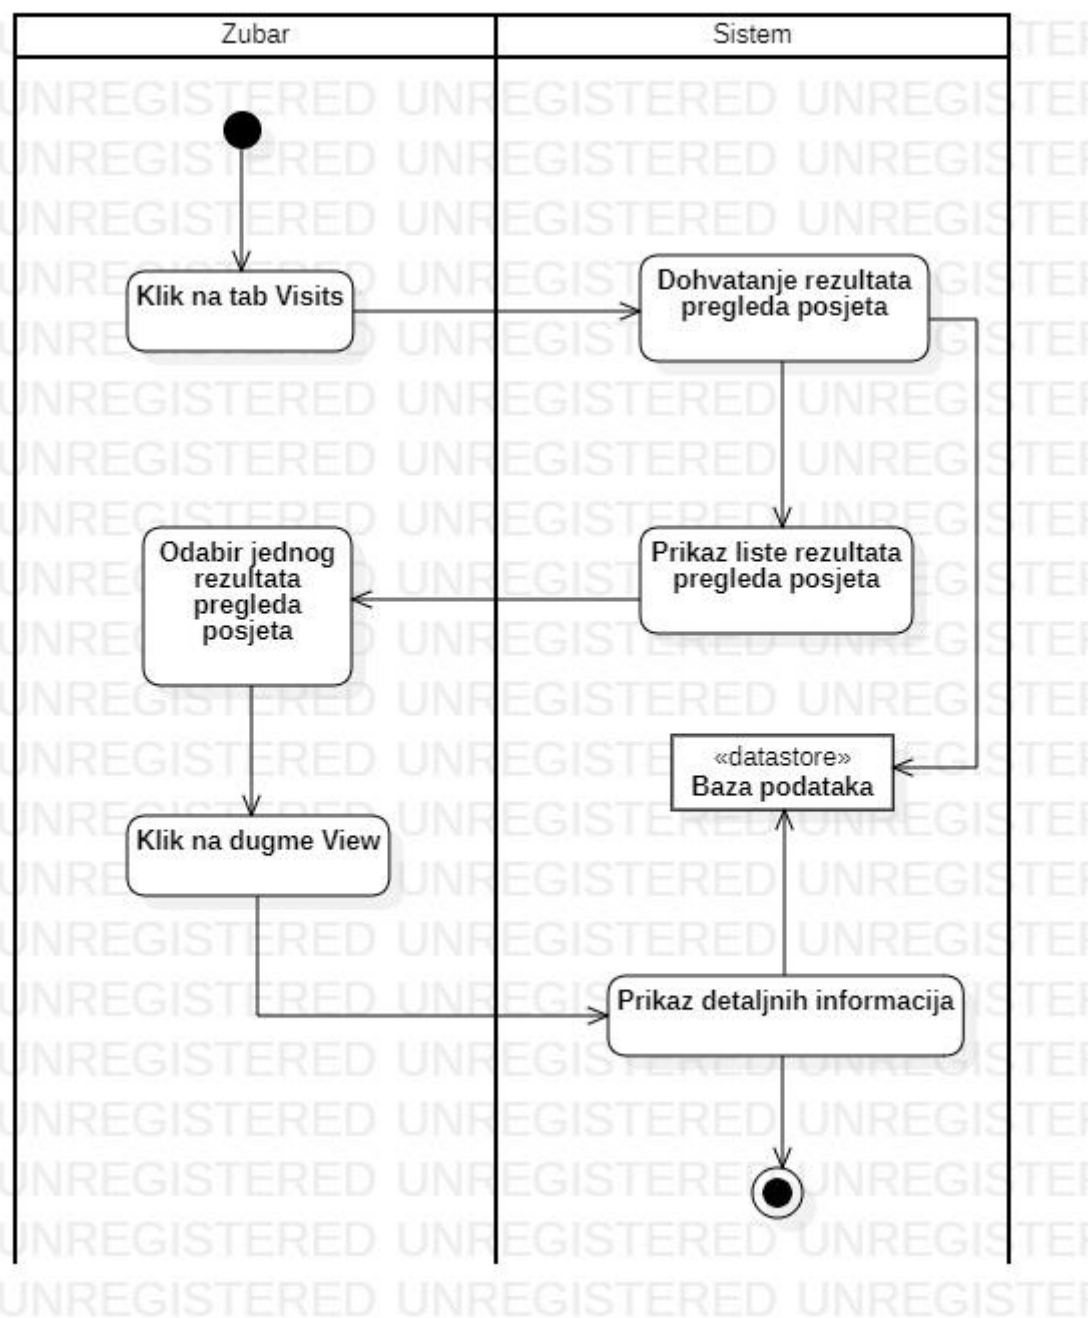 Zubar
Sistem
Klik na tab Visits
Dohvatanje rezultata
pregleda posjeta
Odabir jednog
rezultata
pregleda
posjeta
Prikaz liste rezultata
pregleda posjeta
«datastore»
Baza podataka
Klik na dugme View
Prikaz detaljnih informacija
UNREGISTERED